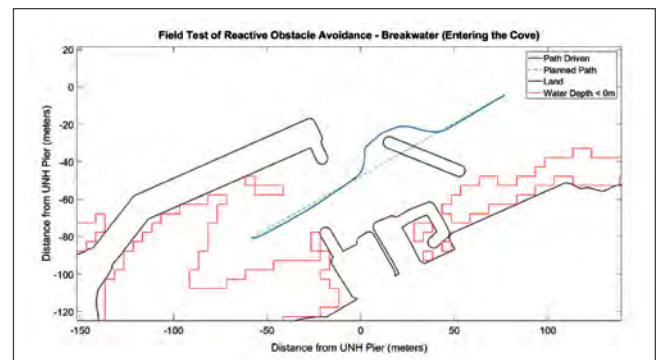 Field Test of Reactive Obstacle Avoidance - Breakwater (Entering the Cove)
Path Driven
Planned Path
Land
Water Depth < 0m
Distance from UNH Pier (meters)
20
0
-20
-40
-60
-80
-100
-120
-150
-100
-50
0
50
100
Distance from UNH Pier (meters)